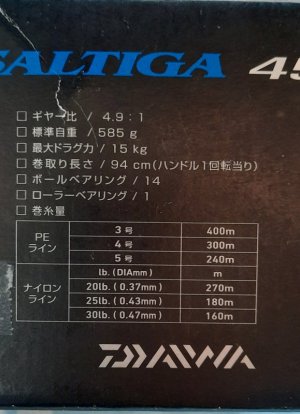 SALTIGA 45
□ ギヤー比 / 4.9 : 1
□ 標準自重 / 585 g
□ 最大ドラグ力 / 15 kg
□ 巻取り長さ / 94 cm (ハンドル1回転当り)
□ ボールベアリング / 14
□ ローラーベアリング / 1
□ 巻糸量
PE ライン 3 号 400m
4 号 300m
5 号 240m
ナイロン ライン lb. (DIAmm) m
20lb. (0.37mm) 270m
25lb. (0.43mm) 180m
30lb. (0.47mm) 160m
DAIWA